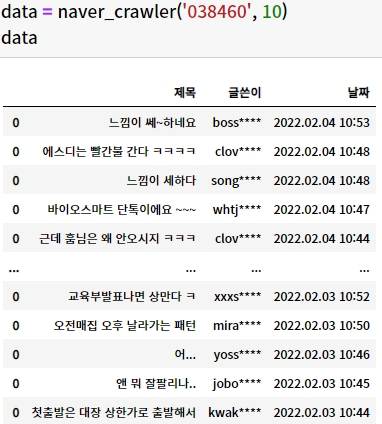 data = naver_crawler('038460', 10)
data
제목 글쓴이 날짜
0 느낌이 쎄~하네요 boss**** 2022.02.04 10:53
0 에스디는 빨간불 간다 ㅋㅋㅋㅋ clov**** 2022.02.04 10:48
0 느낌이 세하다 song**** 2022.02.04 10:48
0 바이오스마트 단톡이에요 ~~~ whtj**** 2022.02.04 10:47
0 근데 훔님은 왜 안오시지 ㅋㅋㅋ clov**** 2022.02.04 10:44
... ... ... ...
0 교육부발표나면 상만다 ㅋ xxxs**** 2022.02.03 10:52
0 오전매집 오후 날라가는 패턴 mira**** 2022.02.03 10:50
0 어... yoss**** 2022.02.03 10:46
0 앤 뭐 잘팔리나.. jobo**** 2022.02.03 10:45
0 첫출발은 대장 상한가로 출발해서 kwak**** 2022.02.03 10:44